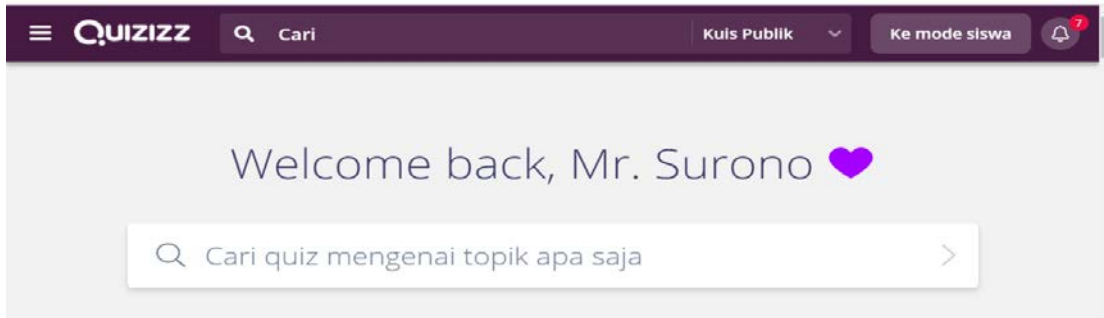 QUIZIZZ Cari Kuis Publik Ke mode siswa 7
Welcome back, Mr. Surono
Cari quiz mengenai topik apa saja